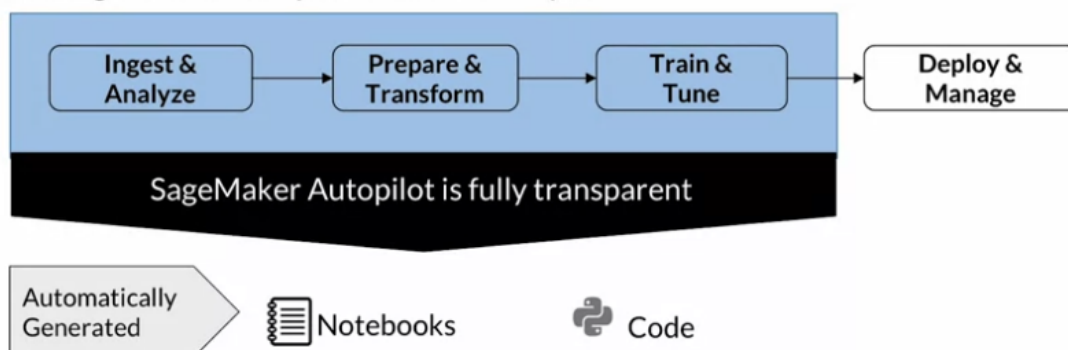 Ingest &
Analyze
Prepare &
Transform
Train &
Tune
Deploy &
Manage
SageMaker Autopilot is fully transparent
Automatically
Generated
Notebooks
Code